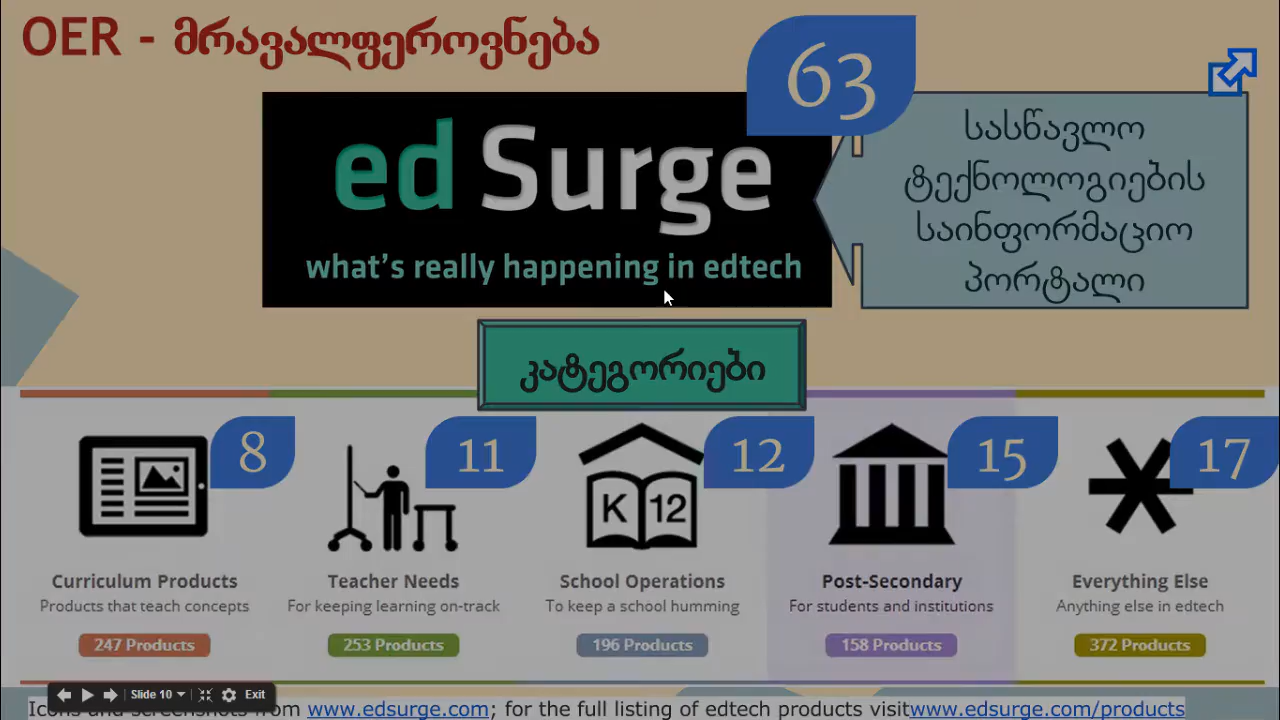 OER - მრავალფეროვნება
63
ed Surge
what's really happening in edtech
სასწავლო
ტექნოლოგიების
საინფორმაციო
პორტალი
კატეგორიები
8
11
12
15
17
K 12
Curriculum Products
Products that teach concepts
247 Products
Teacher Needs
For keeping learning on-track
253 Products
School Operations
To keep a school humming
196 Products
Post-Secondary
For students and institutions
158 Products
Everything Else
Anything else in edtech
372 Products
Slide 10
Exit
Icons and screenshots from www.edsurge.com; for the full listing of edtech products visitwww.edsurge.com/products